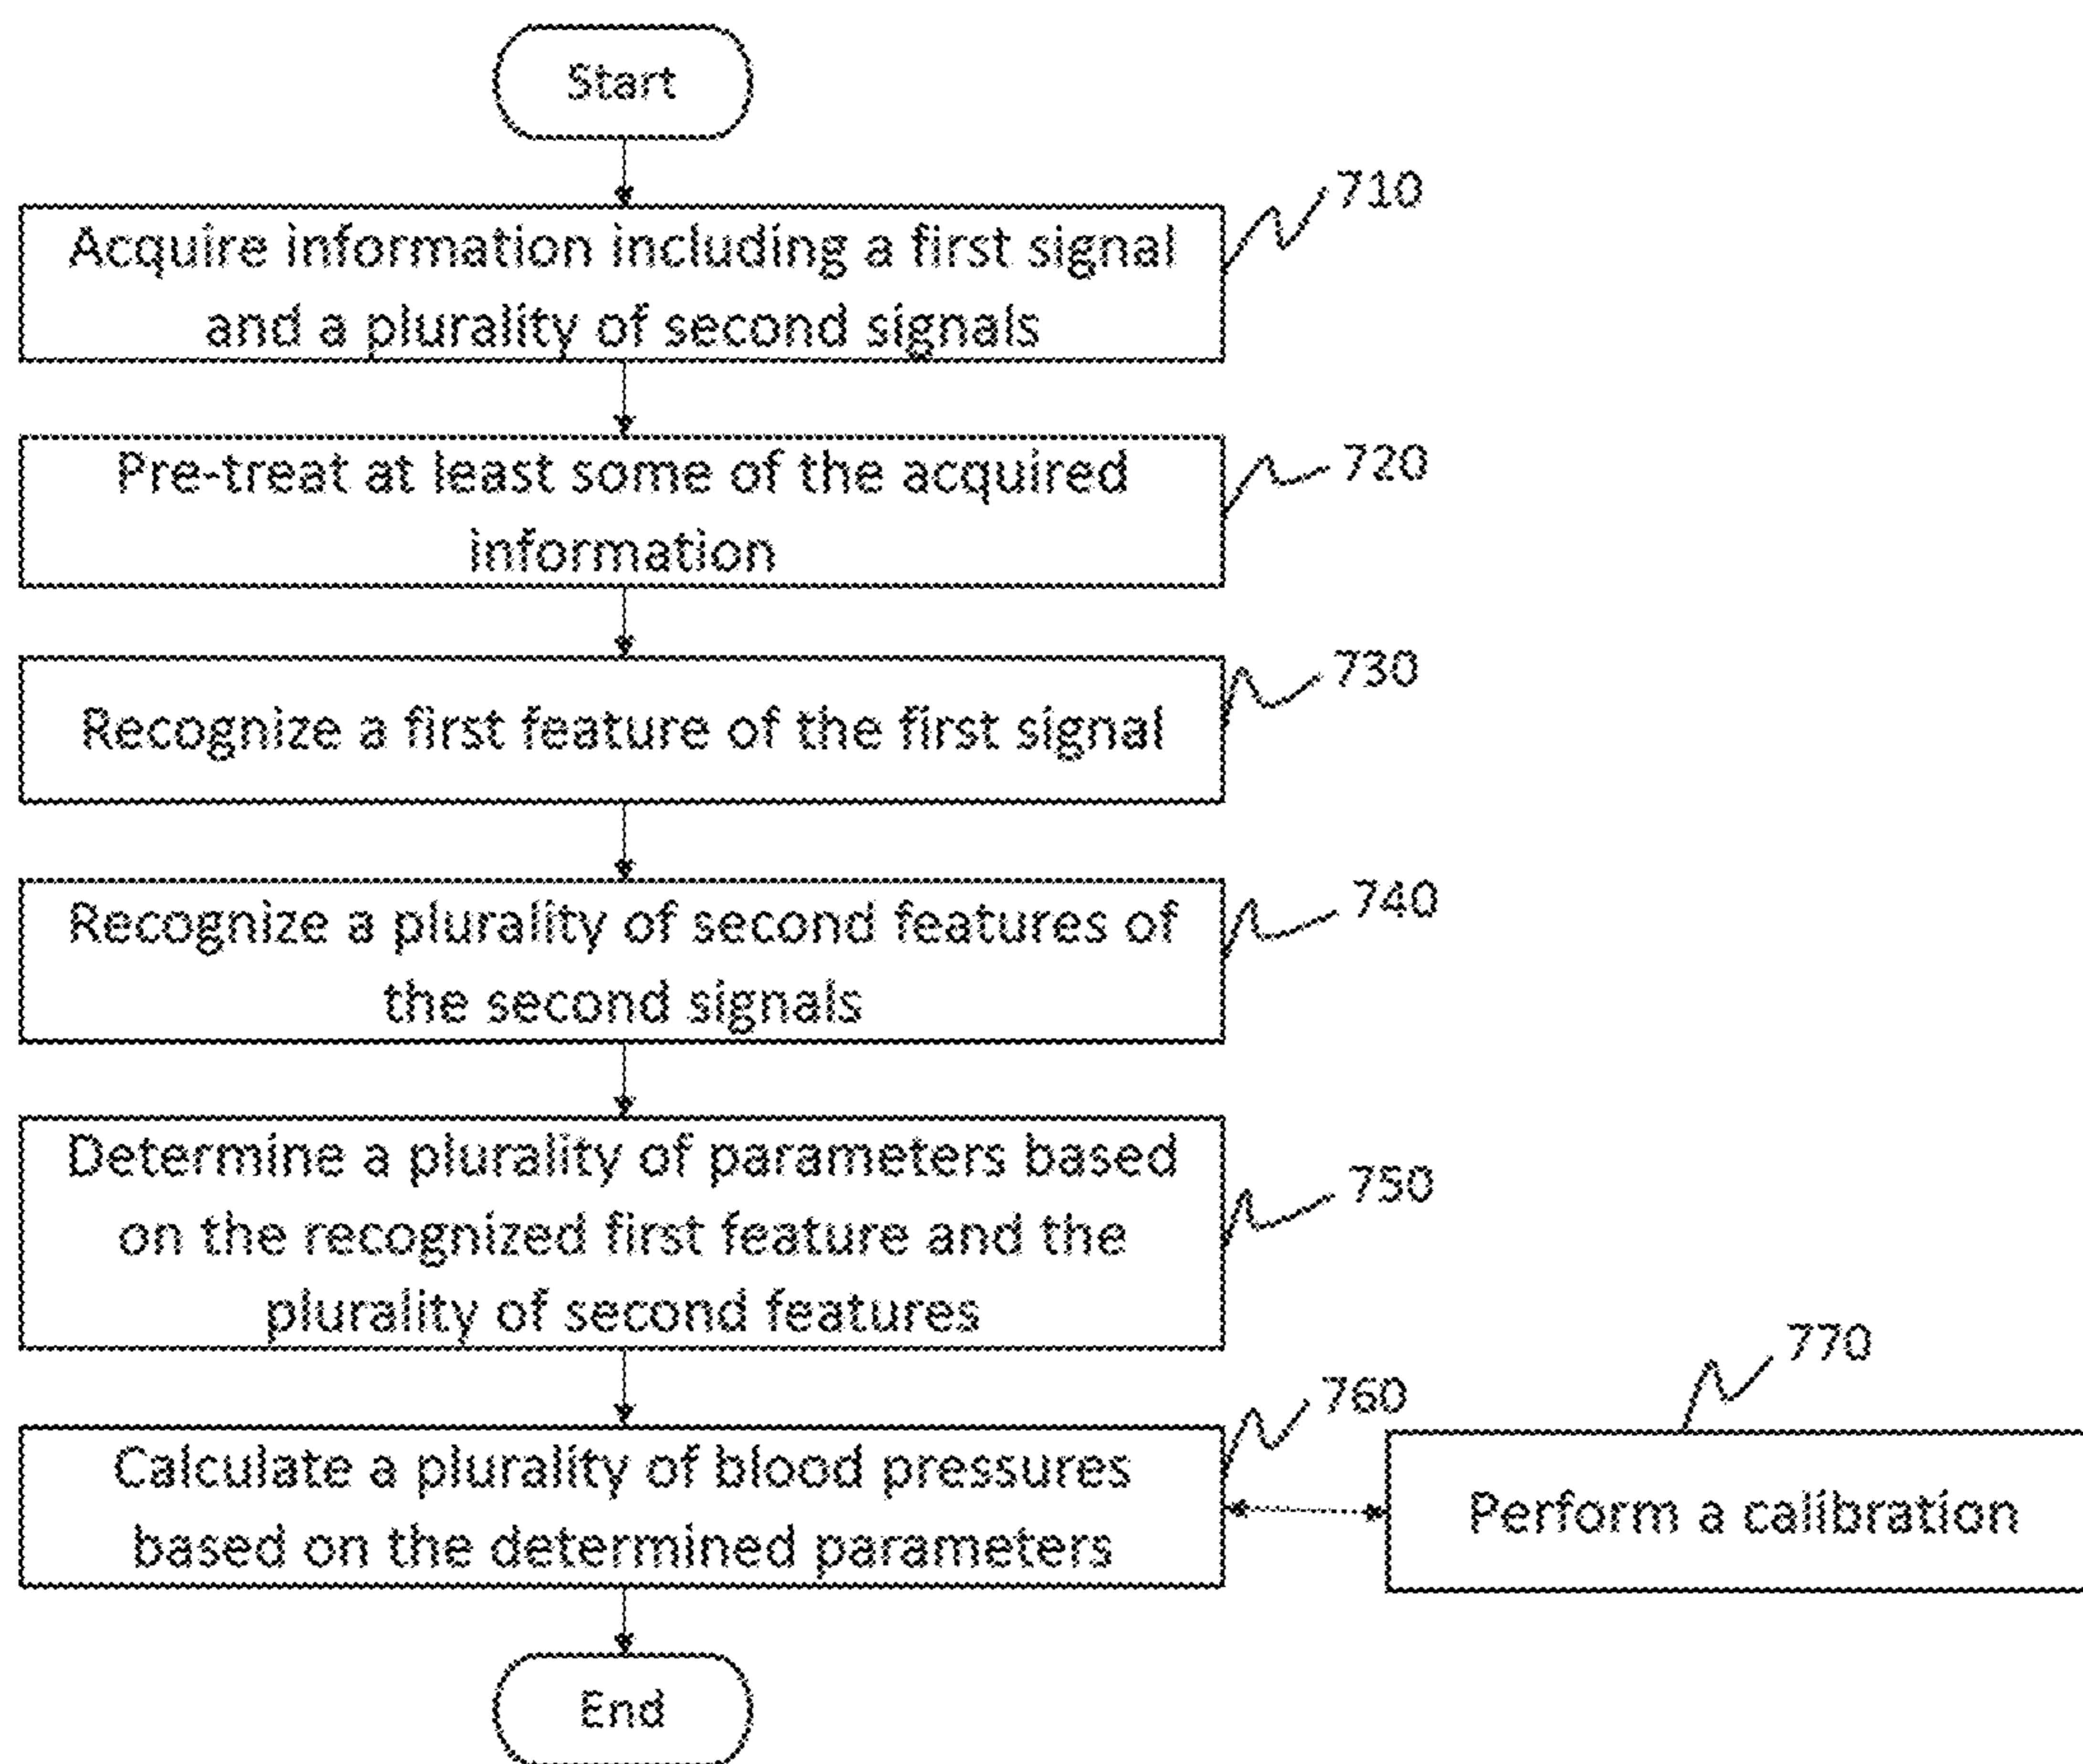 Start
710
Acquire information including a first signal
and a plurality of second signals
720
Pre-treat at least some of the acquired
information
730
Recognize a first feature of the first signal
740
Recognize a plurality of second features of
the second signals
750
Determine a plurality of parameters based
on the recognized first feature and the
plurality of second features
760
Calculate a plurality of blood pressures
based on the determined parameters
770
Perform a calibration
End